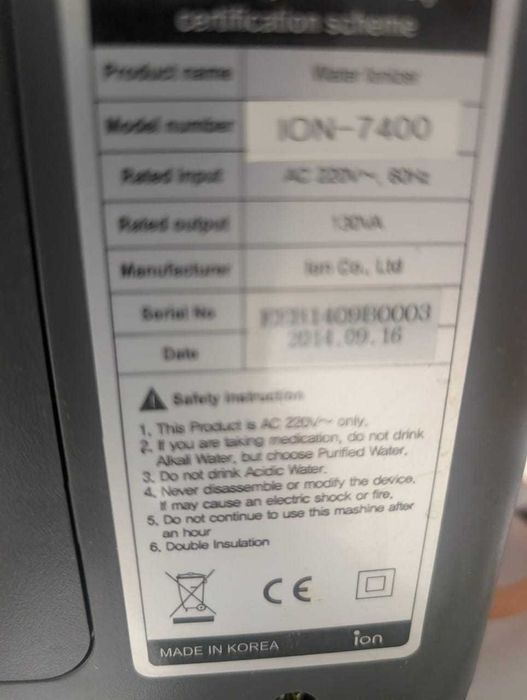 certification scheme
Product name Water Ionizer
Model number ION-7400
Rated input AC 220V~, 60Hz
Rated output 130VA
Manufacturer Ion Co., Ltd
Serial No
Date 2014.09.16
Safety instruction
1. This Product is AC 220V~ only.
2. If you are taking medication, do not drink
Alkali Water, but choose Purified Water.
3. Do not drink Acidic Water.
4. Never disassemble or modify the device.
It may cause an electric shock or fire.
5. Do not continue to use this mashine after
an hour
6. Double Insulation
CE
MADE IN KOREA ion